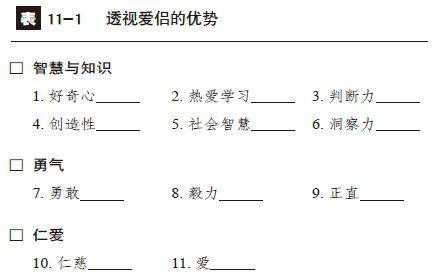 表 11-1 透视爱侣的优势
□ 智慧与知识
1. 好奇心______ 2. 热爱学习______ 3. 判断力______
4. 创造性______ 5. 社会智慧______ 6. 洞察力______
□ 勇气
7. 勇敢______ 8. 毅力______ 9. 正直______
□ 仁爱
10. 仁慈______ 11. 爱______